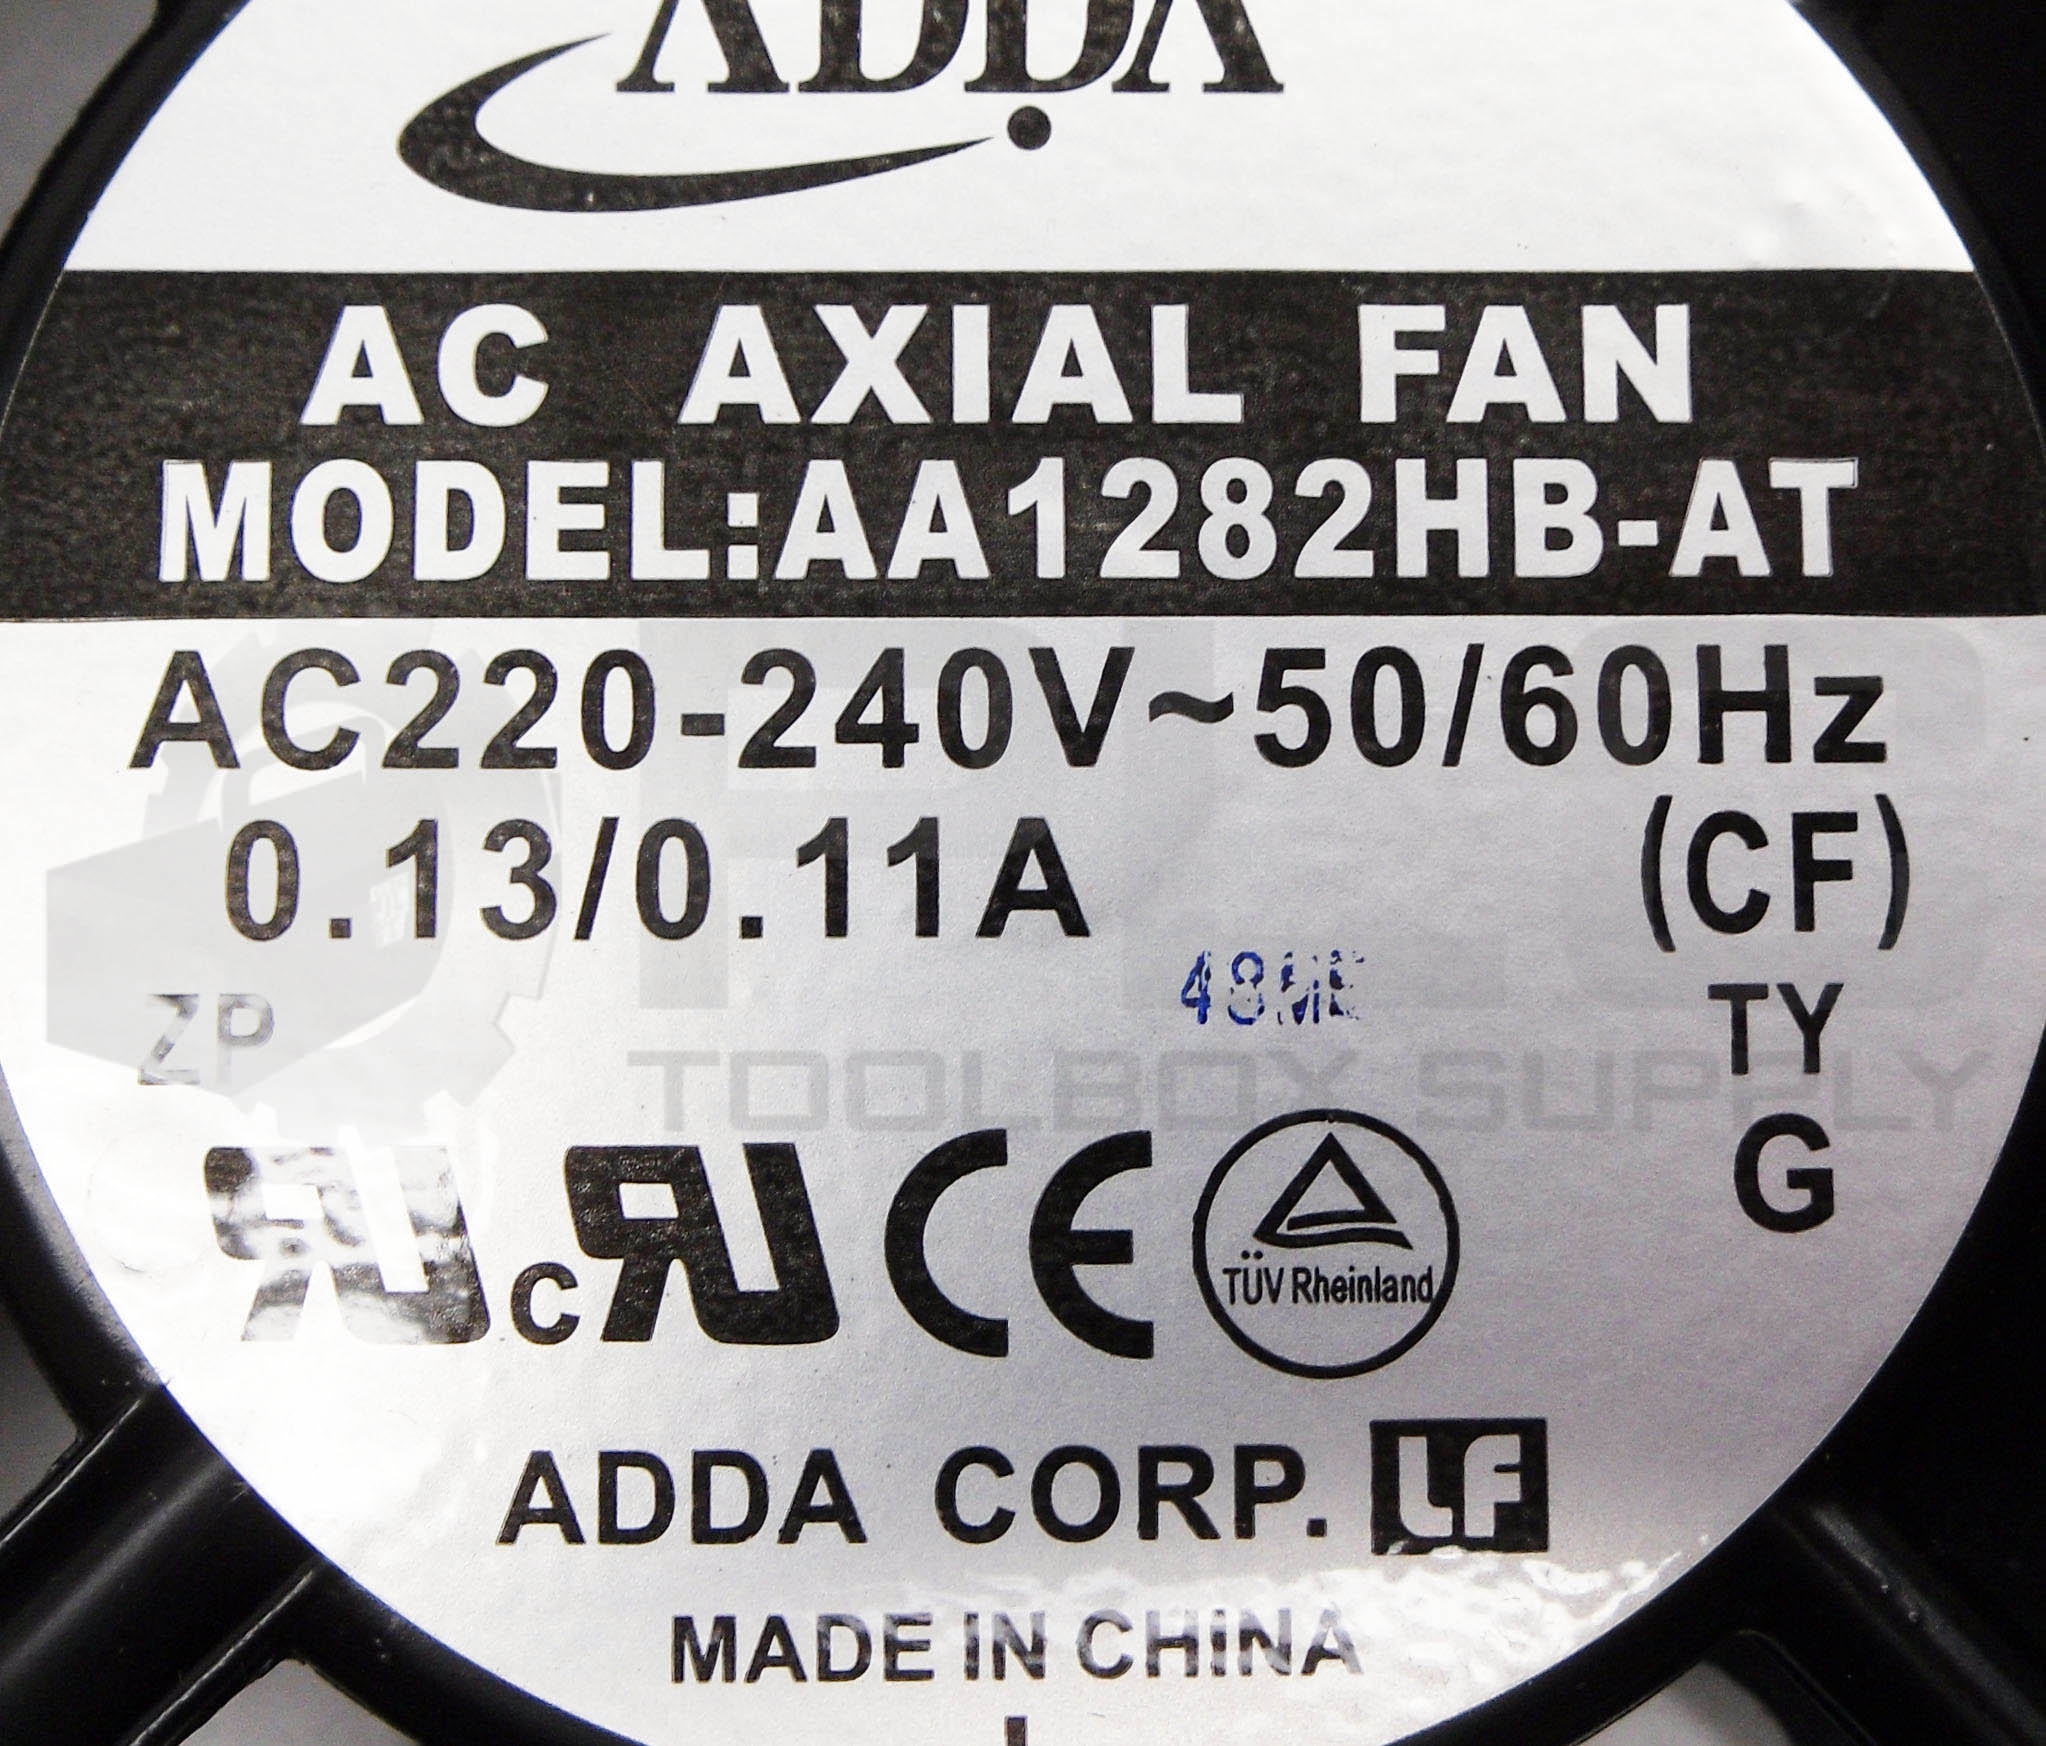 ADDA
AC AXIAL FAN
MODEL:AA1282HB-AT
AC220-240V~50/60Hz
0.13/0.11A (CF)
ZP TY
TOOLBOX SUPPLY
G
c CE TÜV Rheinland
ADDA CORP. LF
MADE IN CHINA